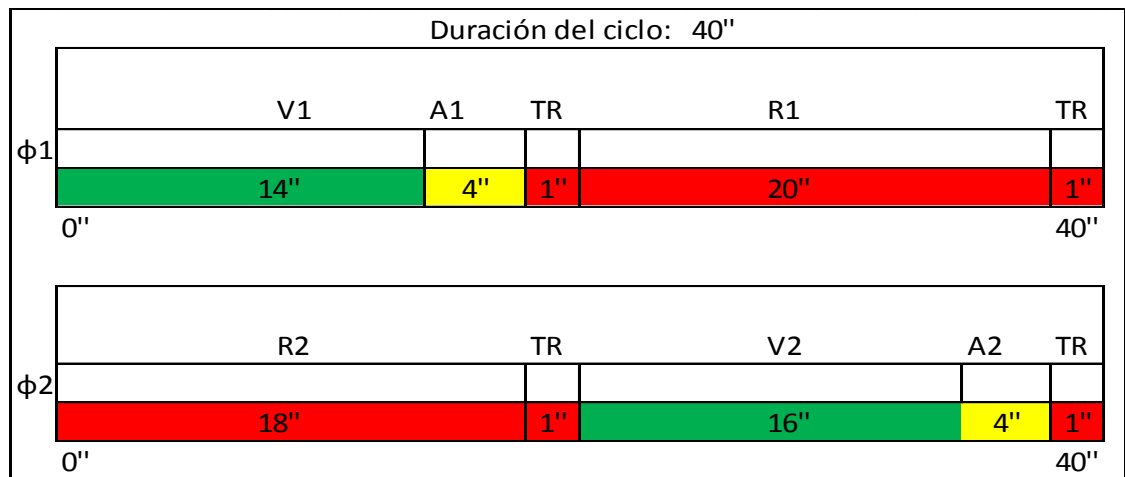 Duración del ciclo: 40''
V1 A1 TR R1 TR
ϕ1
14'' 4'' 1'' 20'' 1''
0'' 40''
R2 TR V2 A2 TR
ϕ2
18'' 1'' 16'' 4'' 1''
0'' 40''